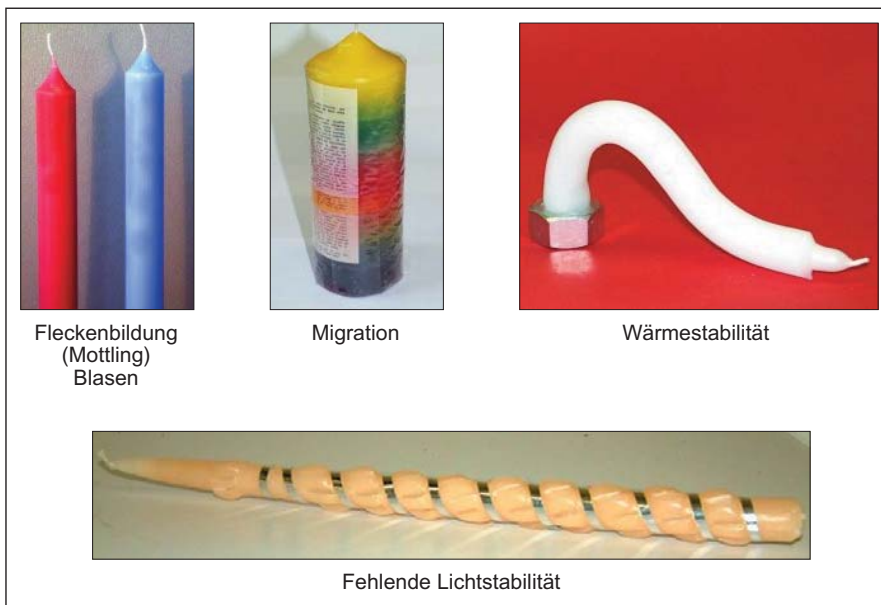 Fleckenbildung
(Mottling)
Blasen
Migration
Wärmestabilität
Fehlende Lichtstabilität